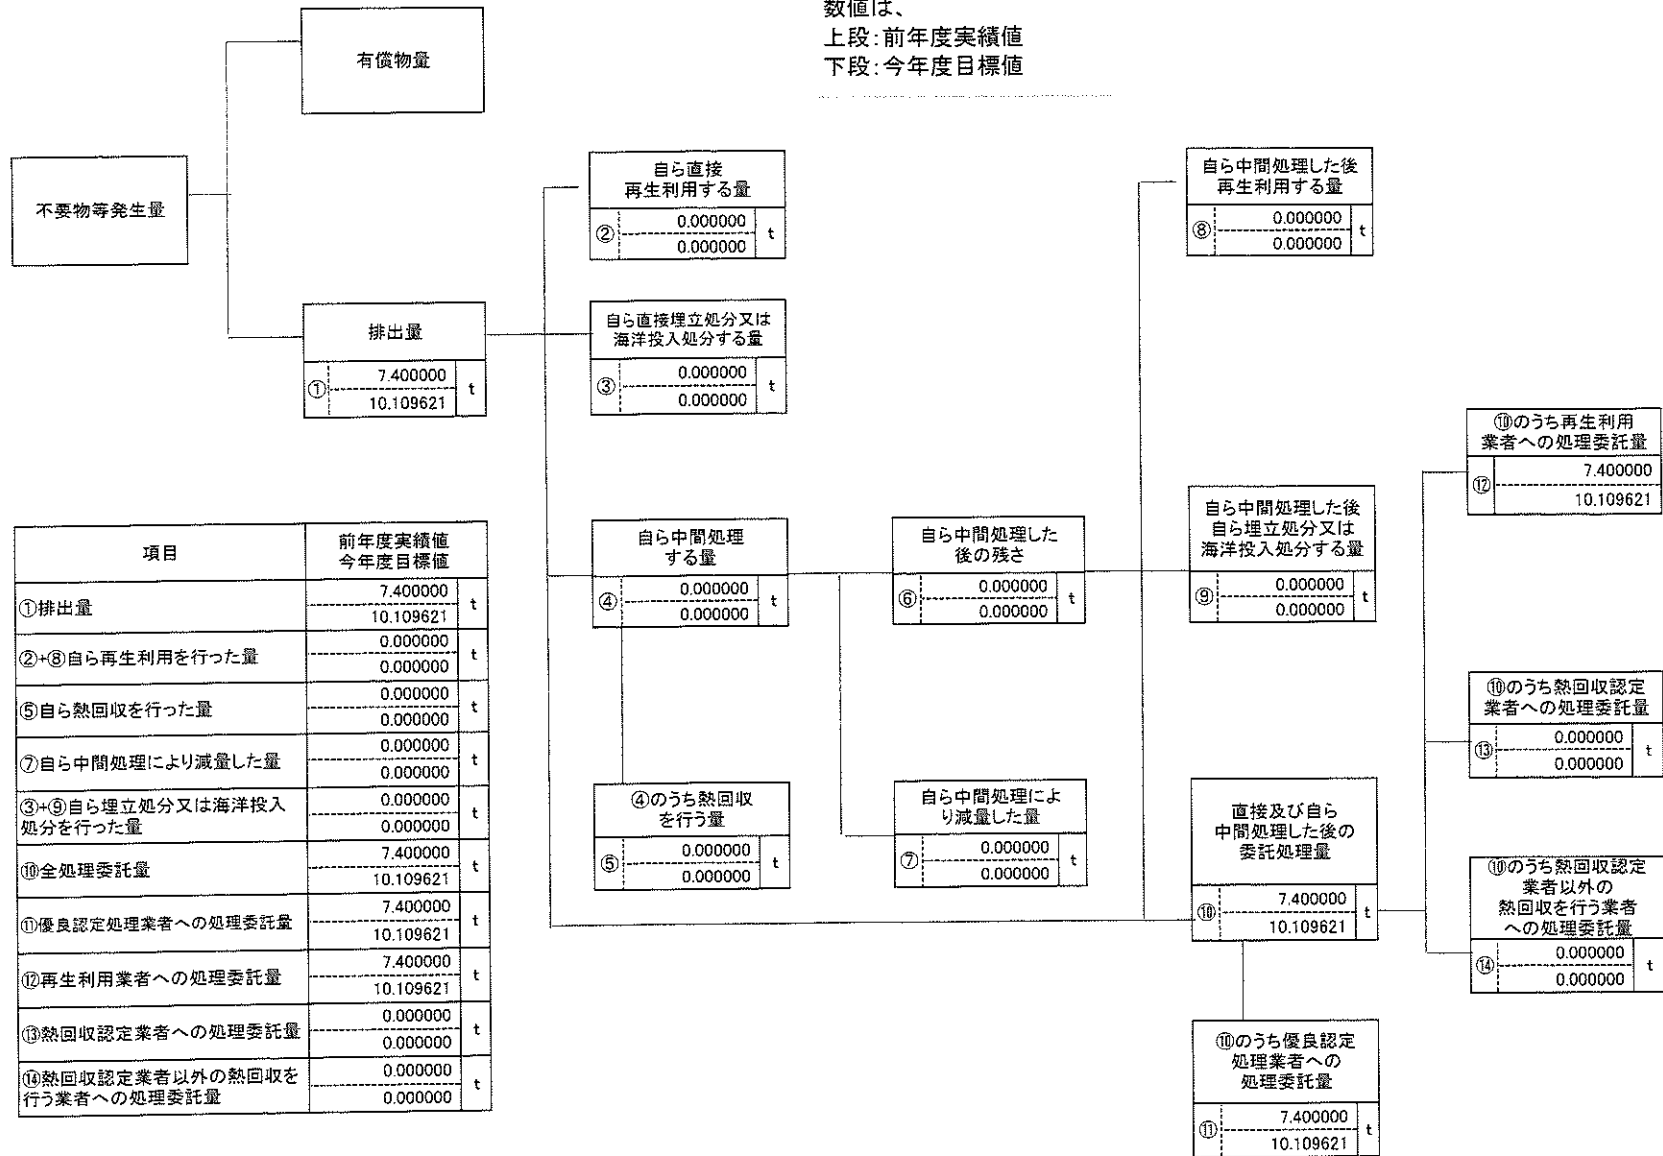 数値は、
上段:前年度実績値
下段:今年度目標値
有償物量
不要物等発生量
排出量
① 7.400000 t
10.109621
自ら直接
再生利用する量
② 0.000000 t
0.000000
自ら直接埋立処分又は
海洋投入処分する量
③ 0.000000 t
0.000000
自ら中間処理
する量
④ 0.000000 t
0.000000
④のうち熱回収
を行う量
⑤ 0.000000 t
0.000000
自ら中間処理した
後の残さ
⑥ 0.000000 t
0.000000
自ら中間処理によ
り減量した量
⑦ 0.000000 t
0.000000
自ら中間処理した後
再生利用する量
⑧ 0.000000 t
0.000000
自ら中間処理した後
自ら埋立処分又は
海洋投入処分する量
⑨ 0.000000 t
0.000000
直接及び自ら
中間処理した後の
委託処理量
⑩ 7.400000 t
10.109621
⑩のうち優良認定
処理業者への
処理委託量
⑪ 7.400000 t
10.109621
⑩のうち再生利用
業者への処理委託量
⑫ 7.400000
10.109621
⑩のうち熱回収認定
業者への処理委託量
⑬ 0.000000 t
0.000000
⑩のうち熱回収認定
業者以外の
熱回収を行う業者
への処理委託量
⑭ 0.000000 t
0.000000
項目 前年度実績値
今年度目標値
①排出量 7.400000 t
10.109621
②+⑧自ら再生利用を行った量 0.000000 t
0.000000
⑤自ら熱回収を行った量 0.000000 t
0.000000
⑦自ら中間処理により減量した量 0.000000 t
0.000000
③+⑨自ら埋立処分又は海洋投入
処分を行った量 0.000000 t
0.000000
⑩全処理委託量 7.400000 t
10.109621
⑪優良認定処理業者への処理委託量 7.400000 t
10.109621
⑫再生利用業者への処理委託量 7.400000 t
10.109621
⑬熱回収認定業者への処理委託量 0.000000 t
0.000000
⑭熱回収認定業者以外の熱回収を
行う業者への処理委託量 0.000000 t
0.000000